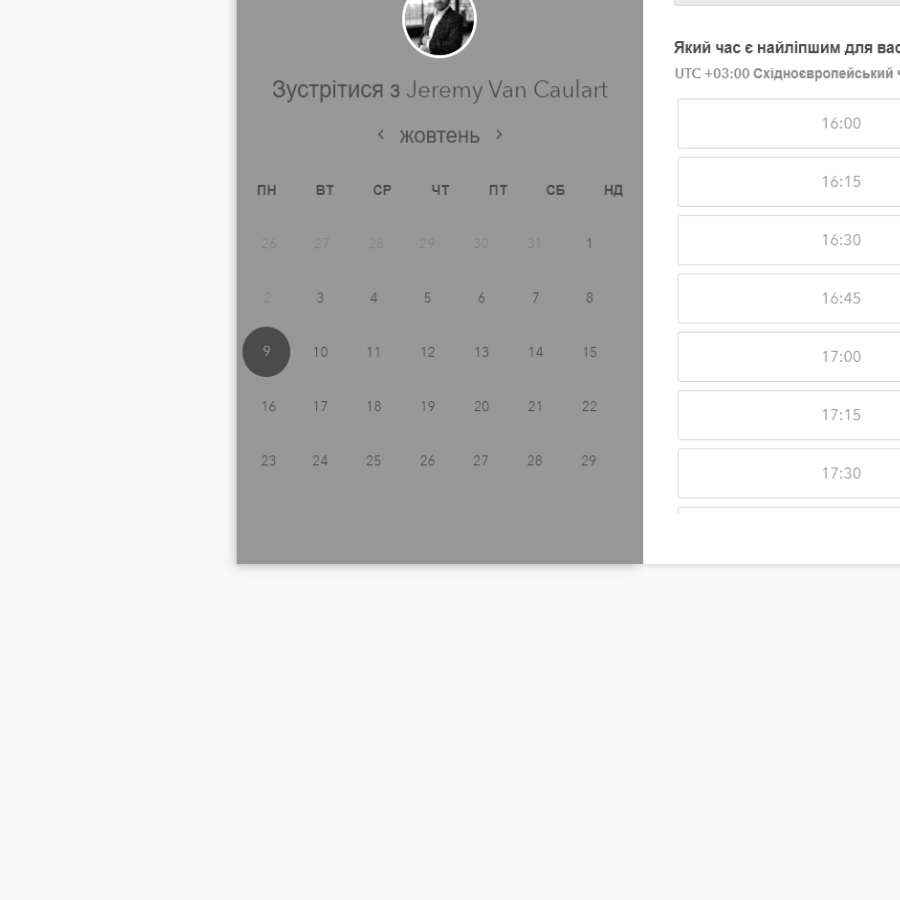 Зустрітися з Jeremy Van Caulart
‹ жовтень ›
ПН ВТ СР ЧТ ПТ СБ НД
26 27 28 29 30 31 1
2 3 4 5 6 7 8
9 10 11 12 13 14 15
16 17 18 19 20 21 22
23 24 25 26 27 28 29
Який час є найліпшим для вас
UTC +03:00 Східноєвропейський
16:00
16:15
16:30
16:45
17:00
17:15
17:30